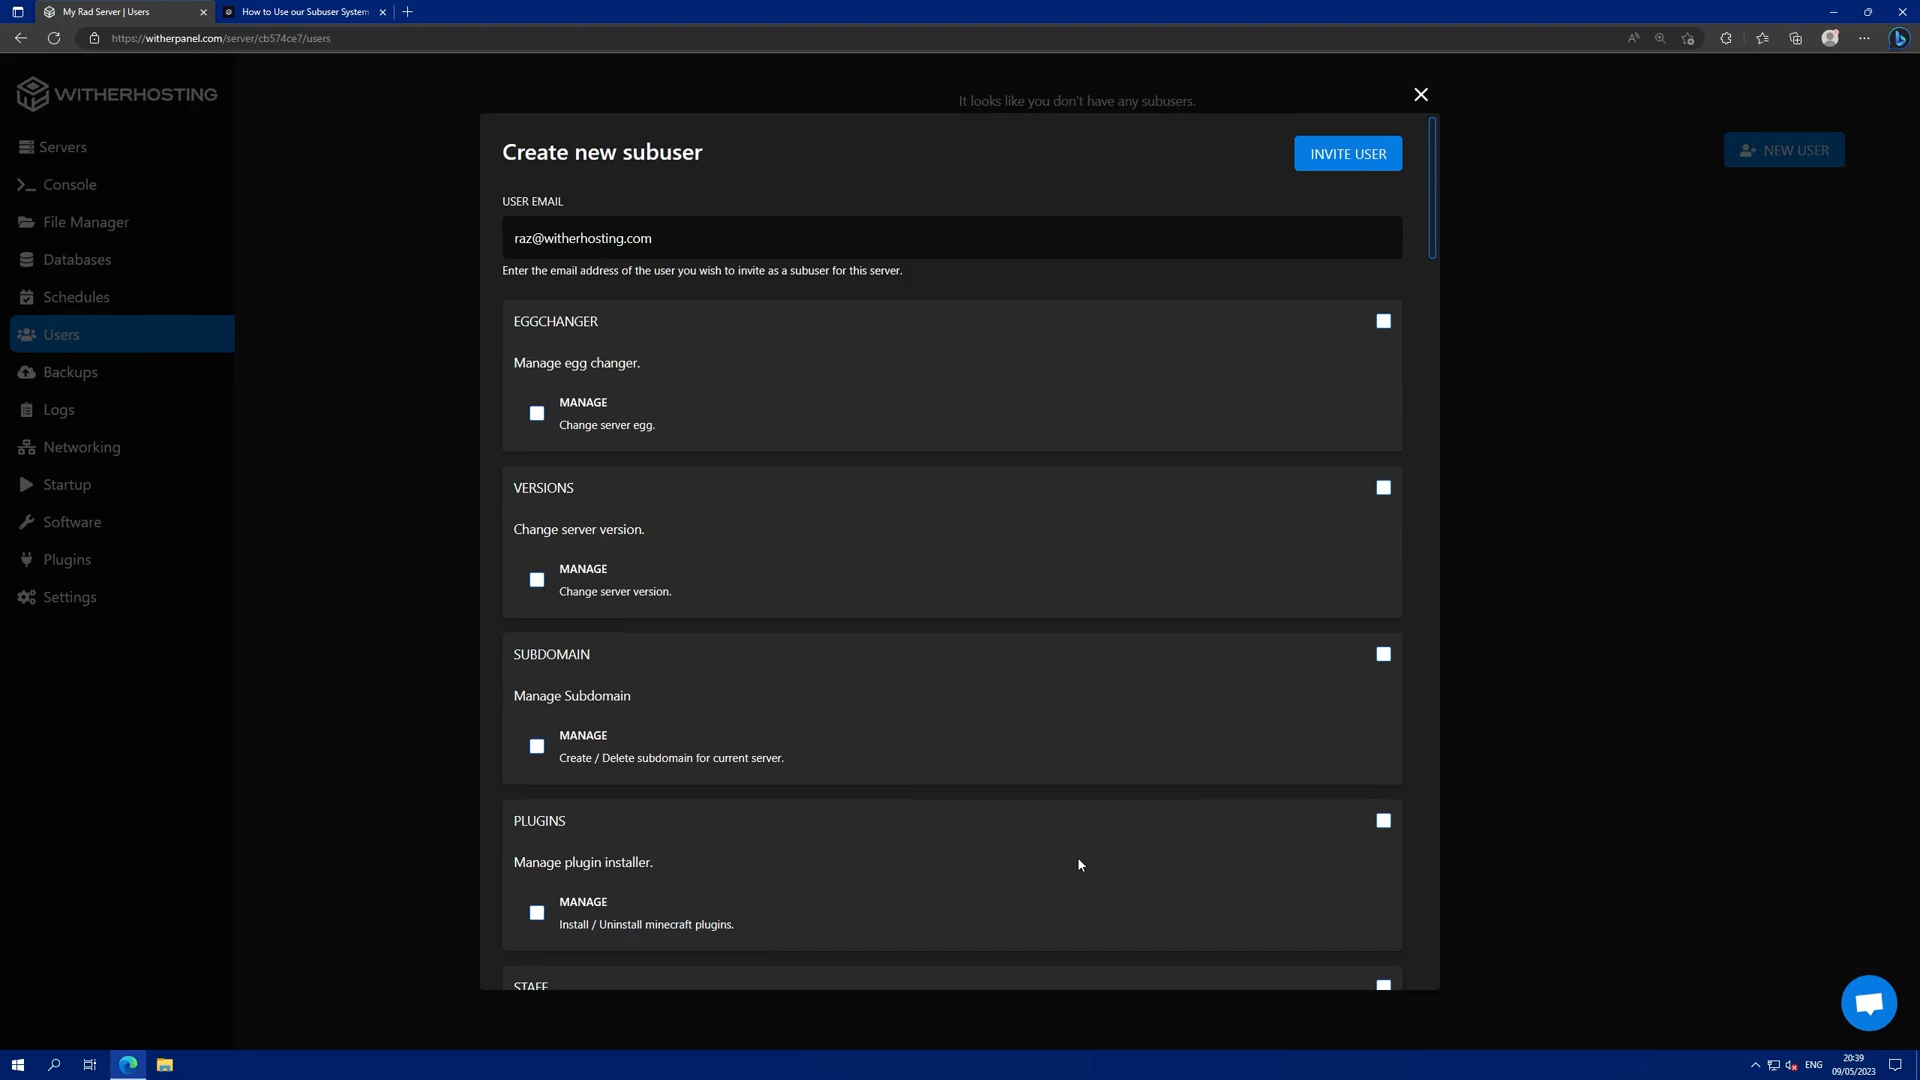 My Rad Server | Users
How to Use our Subuser System
https://witherpanel.com/server/cb574ce7/users
WITHERHOSTING
It looks like you don't have any subusers.
NEW USER
Servers
Console
File Manager
Databases
Schedules
Users
Backups
Logs
Networking
Startup
Software
Plugins
Settings
Create new subuser
INVITE USER
USER EMAIL
raz@witherhosting.com
Enter the email address of the user you wish to invite as a subuser for this server.
EGGCHANGER
Manage egg changer.
MANAGE
Change server egg.
VERSIONS
Change server version.
MANAGE
Change server version.
SUBDOMAIN
Manage Subdomain
MANAGE
Create / Delete subdomain for current server.
PLUGINS
Manage plugin installer.
MANAGE
Install / Uninstall minecraft plugins.
STAFF
ENG
20:39
09/05/2023